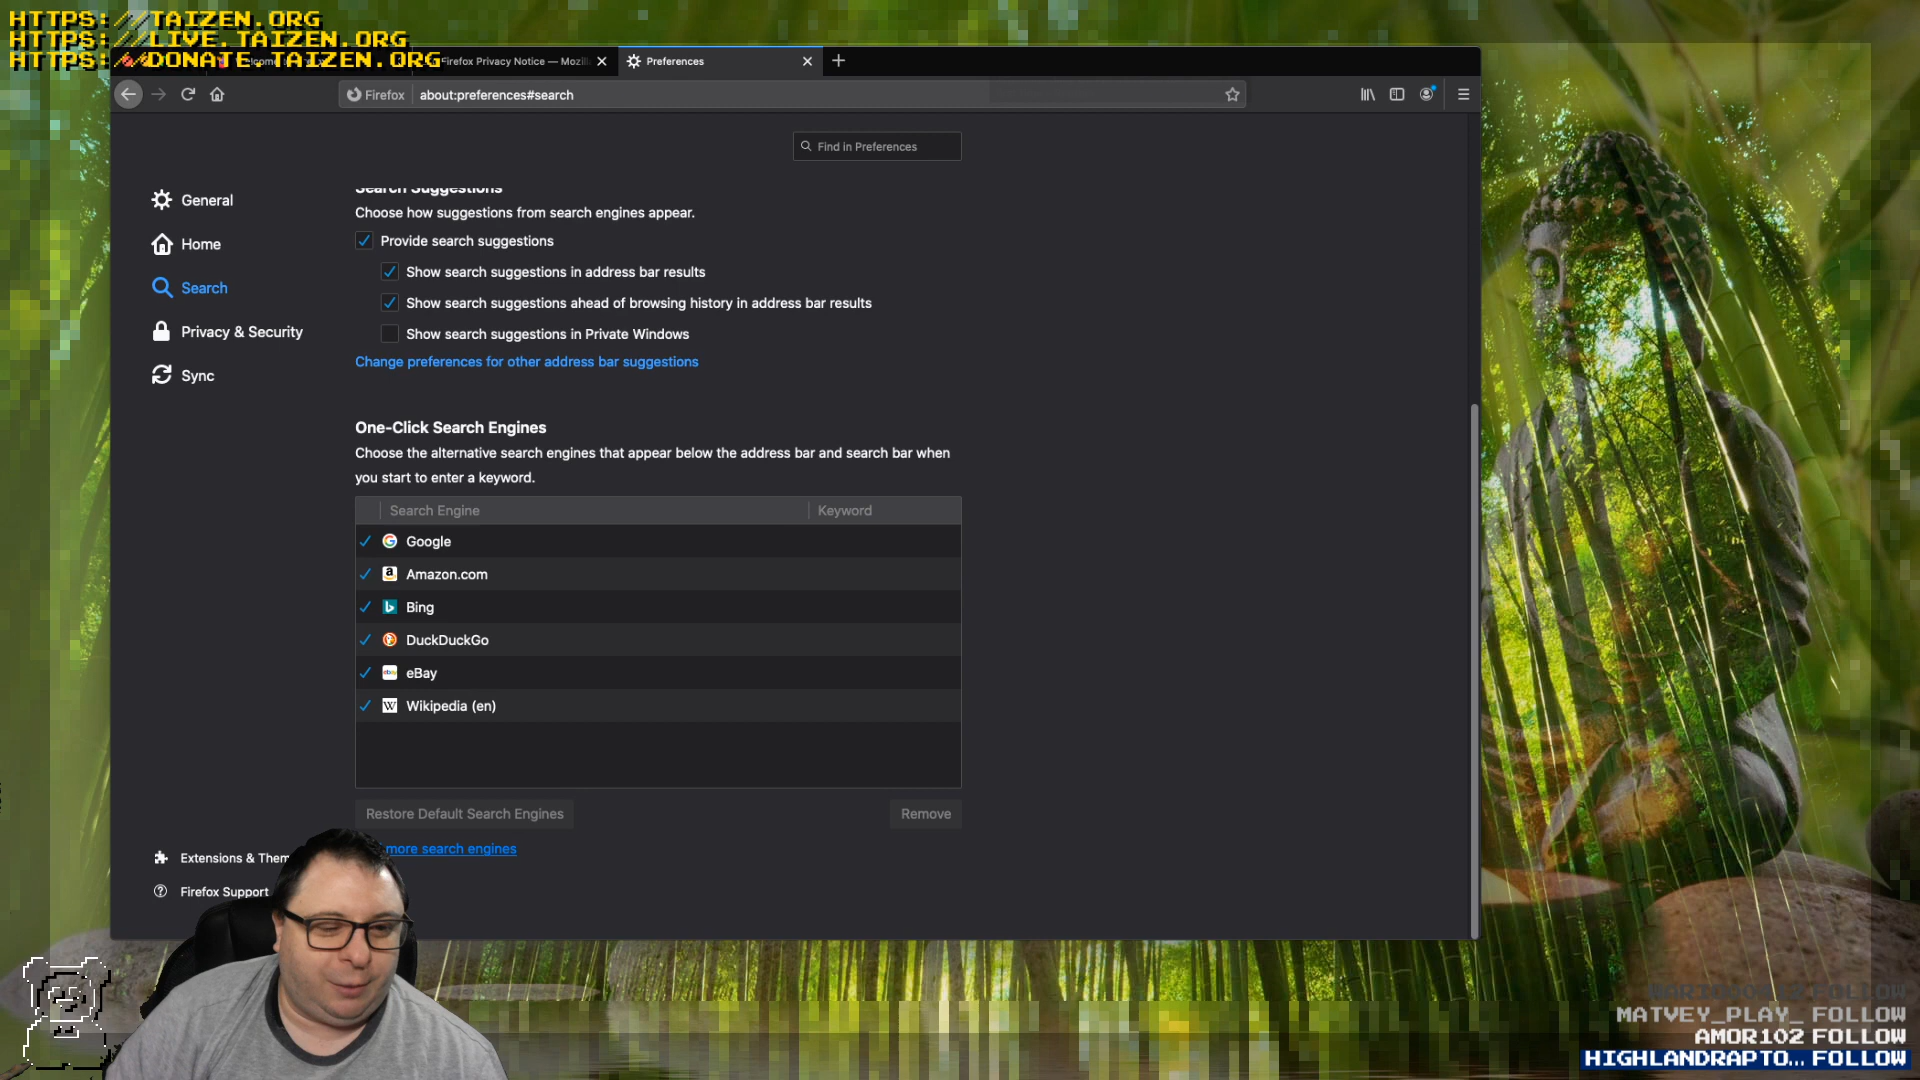 HTTPS://TAIZEN.ORG
HTTPS://LIVE.TAIZEN.ORG
HTTPS://DONATE.TAIZEN.ORG
Firefox Privacy Notice — Mozil
Preferences
Firefox
about:preferences#search
Find in Preferences
General
Home
Search
Privacy & Security
Sync
Search Suggestions
Choose how suggestions from search engines appear.
Provide search suggestions
Show search suggestions in address bar results
Show search suggestions ahead of browsing history in address bar results
Show search suggestions in Private Windows
Change preferences for other address bar suggestions
One-Click Search Engines
Choose the alternative search engines that appear below the address bar and search bar when
you start to enter a keyword.
Search Engine Keyword
Google
Amazon.com
Bing
DuckDuckGo
eBay
Wikipedia (en)
Restore Default Search Engines
Remove
more search engines
Extensions & Them
Firefox Support
FOLLOW
MATVEY_PLAY_ FOLLOW
AMOR102 FOLLOW
HIGHLANDRAPTO... FOLLOW